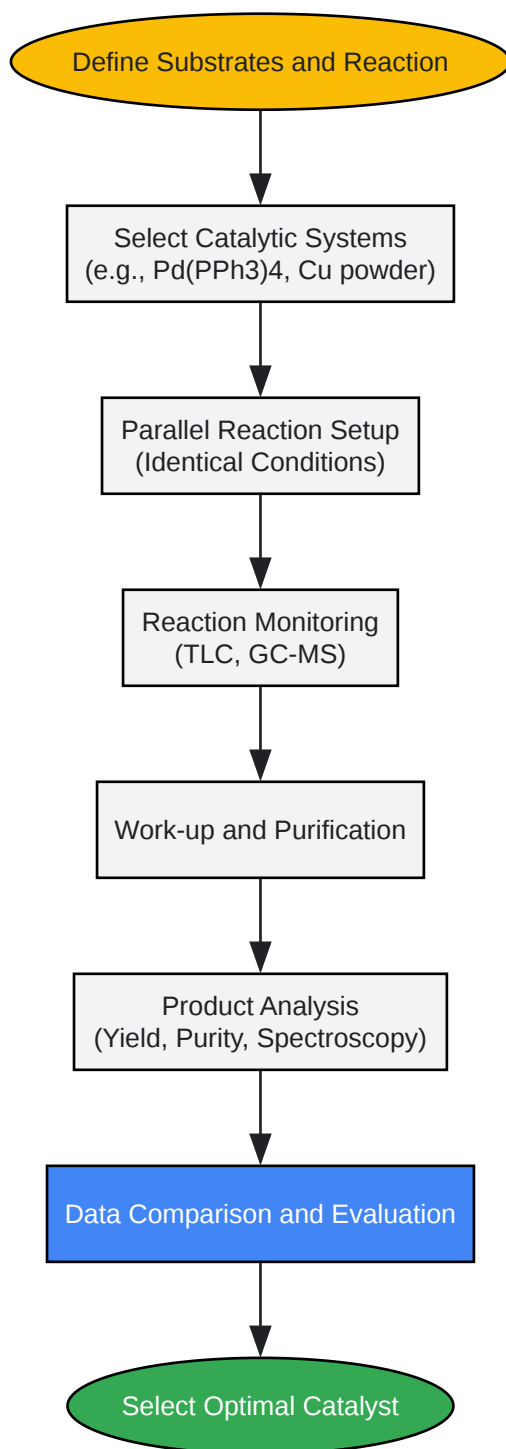 Define Substrates and Reaction
Select Catalytic Systems
(e.g., Pd(PPh3)4, Cu powder)
Parallel Reaction Setup
(Identical Conditions)
Reaction Monitoring
(TLC, GC-MS)
Work-up and Purification
Product Analysis
(Yield, Purity, Spectroscopy)
Data Comparison and Evaluation
Select Optimal Catalyst